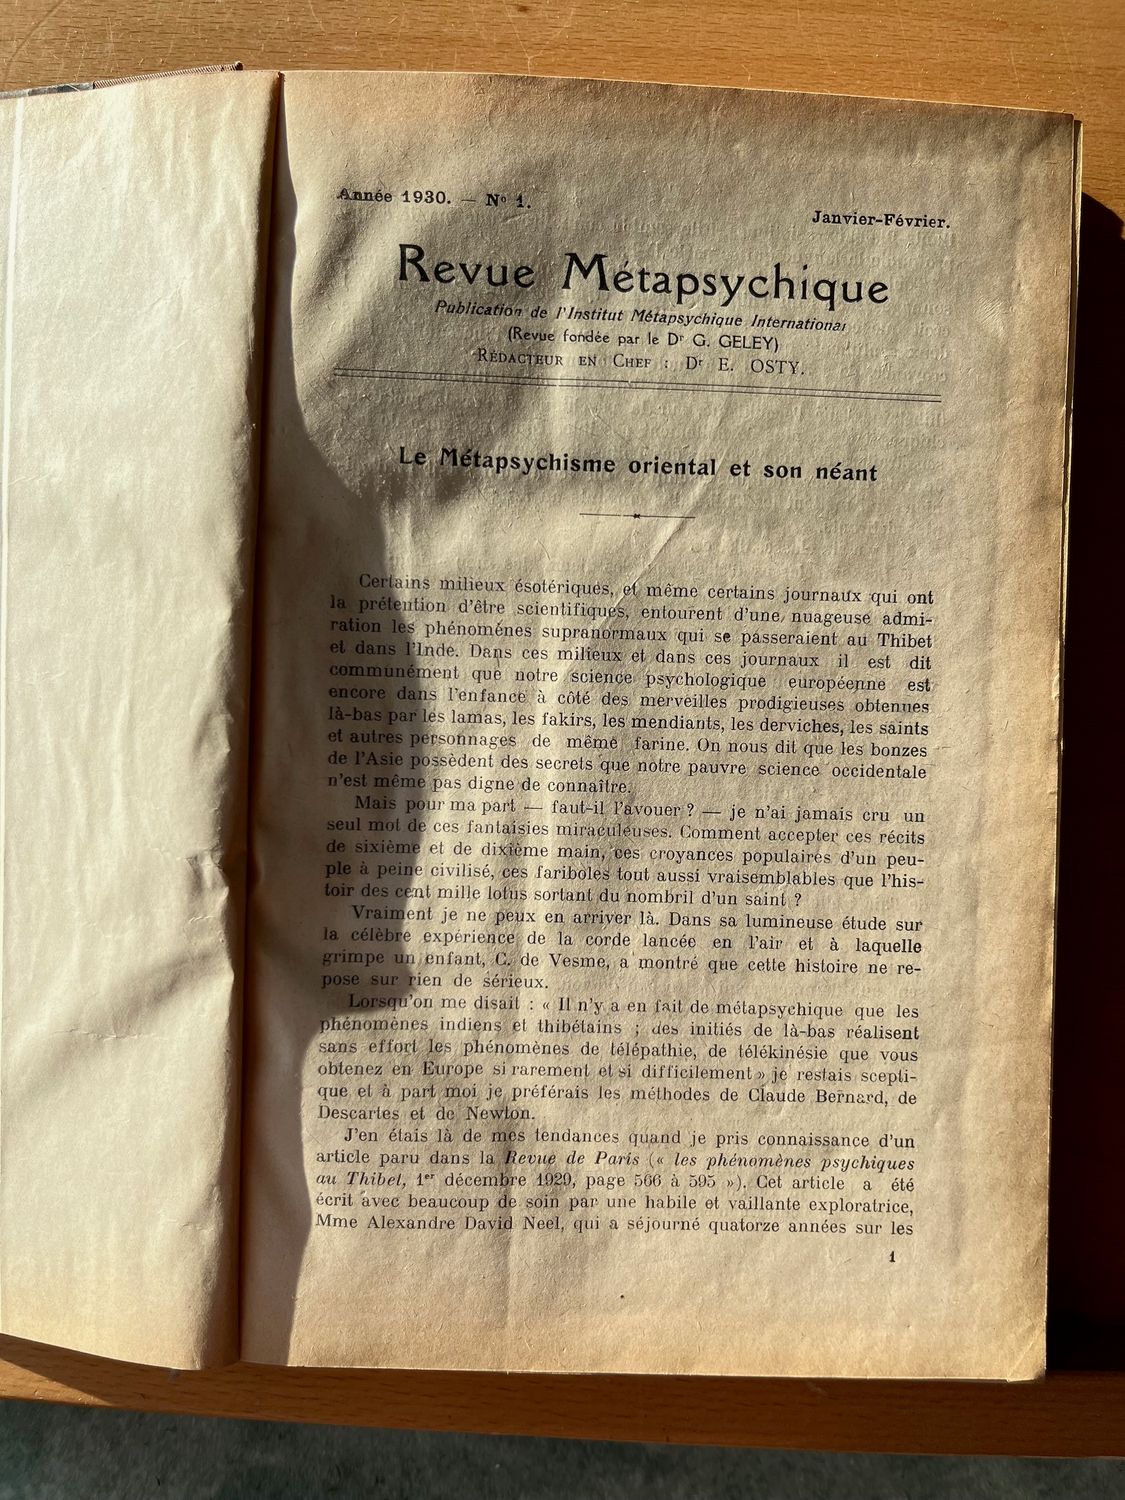 Année 1930. — Nº 1.
Janvier-Février.
Revue Métapsychique
Publication de l'Institut Métapsychique International
(Revue fondée par le Dr G. GELEY)
RÉDACTEUR EN CHEF : Dr E. OSTY.
Le Métapsychisme oriental et son néant
Certains milieux ésotériques, et même certains journaux qui ont
la prétention d'être scientifiques, entourent d'une nuageuse admi-
ration les phénomènes supranormaux qui se passeraient au Thibet
et dans l'Inde. Dans ces milieux et dans ces journaux il est dit
communément que notre science psychologique européenne est
encore dans l'enfance à côté des merveilles prodigieuses obtenues
là-bas par les lamas, les fakirs, les mendiants, les derviches, les saints
et autres personnages de même farine. On nous dit que les bonzes
de l'Asie possèdent des secrets que notre pauvre science occidentale
n'est même pas digne de connaître.
Mais pour ma part — faut-il l'avouer ? — je n'ai jamais cru un
seul mot de ces fantaisies miraculeuses. Comment accepter ces récits
de sixième et de dixième main, ces croyances populaires d'un peu-
ple à peine civilisé, ces fariboles tout aussi vraisemblables que l'his-
toir des cent mille lotus sortant du nombril d'un saint ?
Vraiment je ne peux en arriver là. Dans sa lumineuse étude sur
la célèbre expérience de la corde lancée en l'air et à laquelle
grimpe un enfant, C. de Vesme, a montré que cette histoire ne re-
pose sur rien de sérieux.
Lorsqu'on me disait : « Il n'y a en fait de métapsychique que les
phénomènes indiens et thibétains ; des initiés de là-bas réalisent
sans effort les phénomènes de télépathie, de télékinésie que vous
obtenez en Europe si rarement et si difficilement » je restais scepti-
que et à part moi je préférais les méthodes de Claude Bernard, de
Descartes et de Newton.
J'en étais là de mes tendances quand je pris connaissance d'un
article paru dans la Revue de Paris (« les phénomènes psychiques
au Thibet, 1er décembre 1929, page 566 à 595 »). Cet article a été
écrit avec beaucoup de soin par une habile et vaillante exploratrice,
Mme Alexandre David Neel, qui a séjourné quatorze années sur les
1